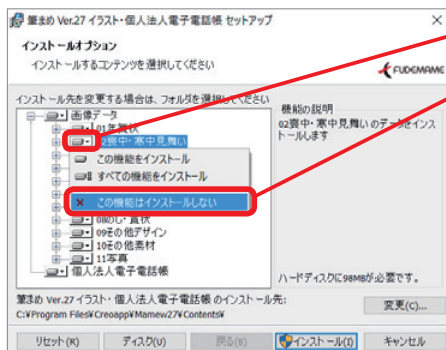 筆まめ Ver.27 イラスト・個人法人電子電話帳 セットアップ
インストールオプション
インストールするコンテンツを選択してください
FUDEMAME
インストール先を変更する場合は、フォルダを選択してください
画像データ
01年賀状
02喪中・寒中見舞い
この機能をインストール
すべての機能をインストール
この機能はインストールしない
08のし・賞状
09その他デザイン
10その他素材
11写真
個人法人電子電話帳
機能の説明
02喪中・寒中見舞い のデータをインストールします
ハードディスクに98MBが必要です。
筆まめ Ver.27 イラスト・個人法人電子電話帳 のインストール先:
C:¥Program Files¥Creoapp¥Mamew27¥Contents¥
変更(C)...
リセット(R)
ディスク(U)
戻る(B)
インストール(I)
キャンセル